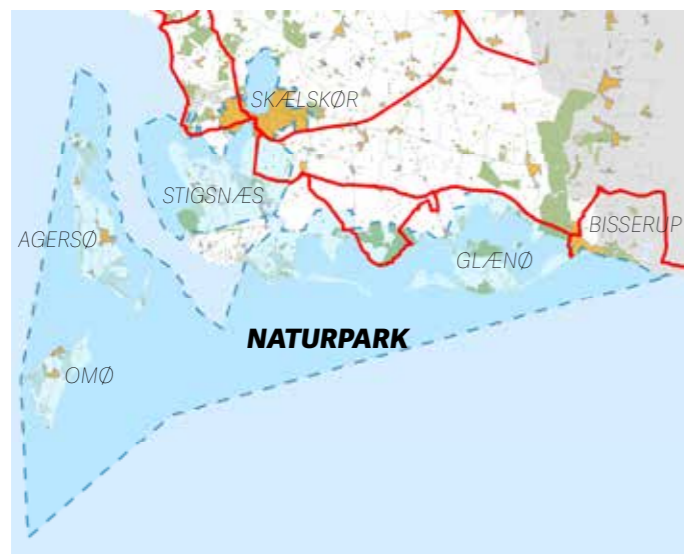 SKÆLSKØR
STIGSNÆS
AGERSØ
BISSERUP
GLÆNØ
NATURPARK
OMØ